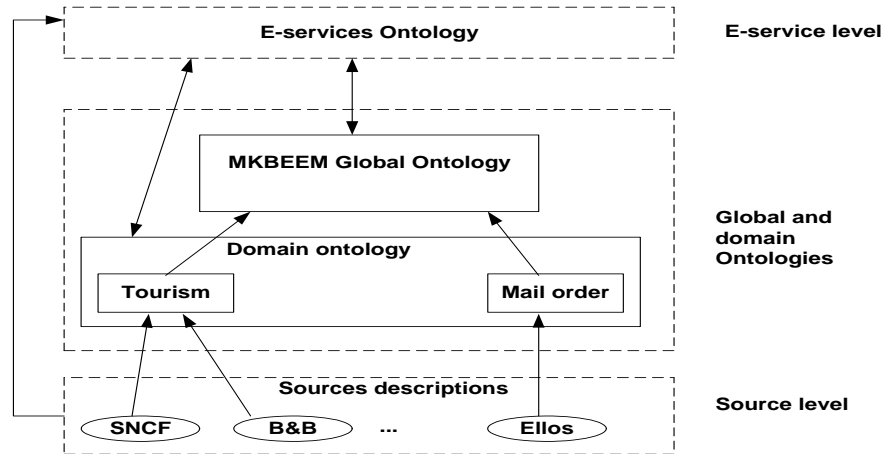 E-services Ontology
E-service level
MKBEEM Global Ontology
Global and
domain
Ontologies
Domain ontology
Tourism
Mail order
Sources descriptions
Source level
SNCF
B&B
...
Ellos